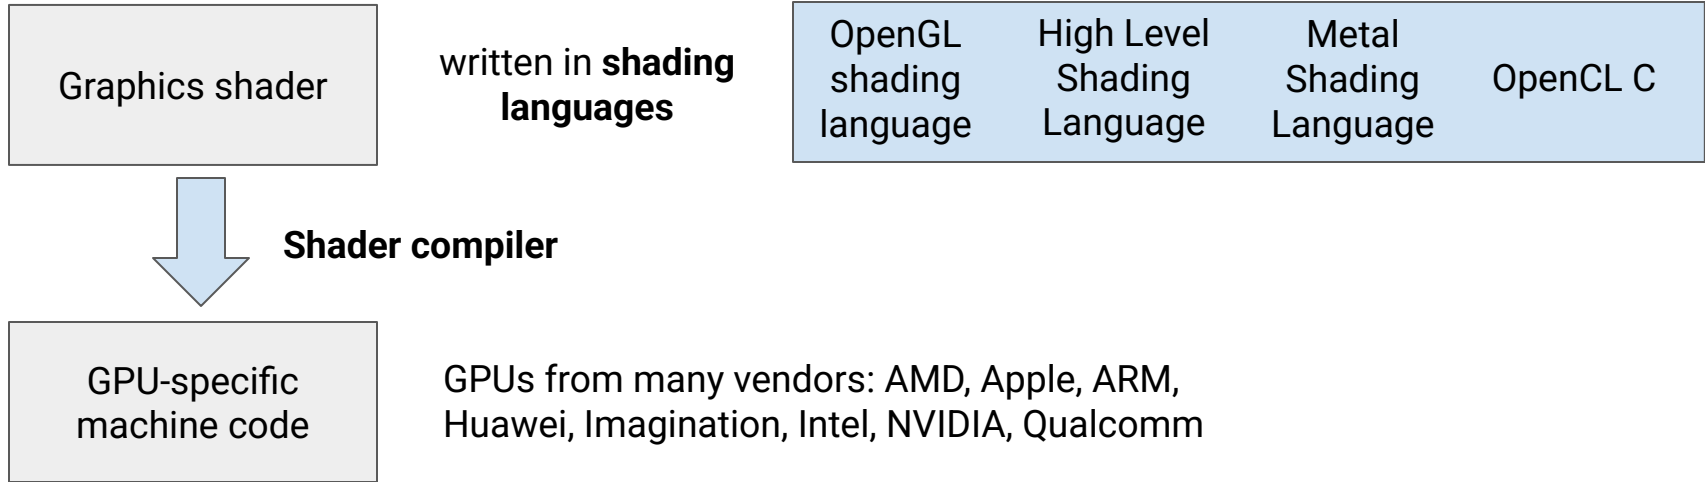 Graphics shader
written in shading
languages
OpenGL
shading
language
High Level
Shading
Language
Metal
Shading
Language
OpenCL C
Shader compiler
GPU-specific
machine code
GPUs from many vendors: AMD, Apple, ARM,
Huawei, Imagination, Intel, NVIDIA, Qualcomm